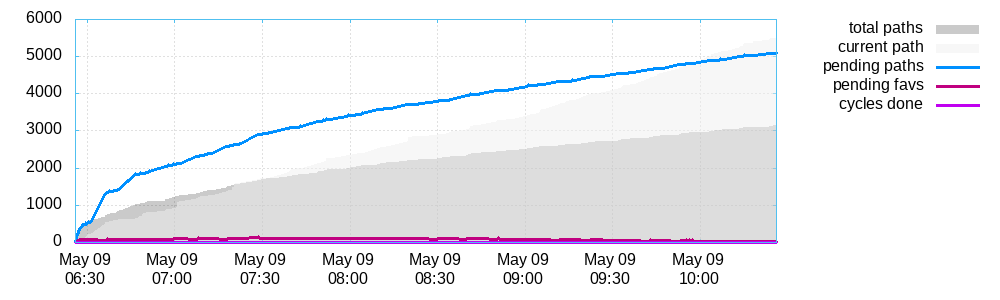 6000
5000
4000
3000
2000
1000
0
May 09 May 09 May 09 May 09 May 09 May 09 May 09 May 09
06:30 07:00 07:30 08:00 08:30 09:00 09:30 10:00
total paths
current path
pending paths
pending favs
cycles done